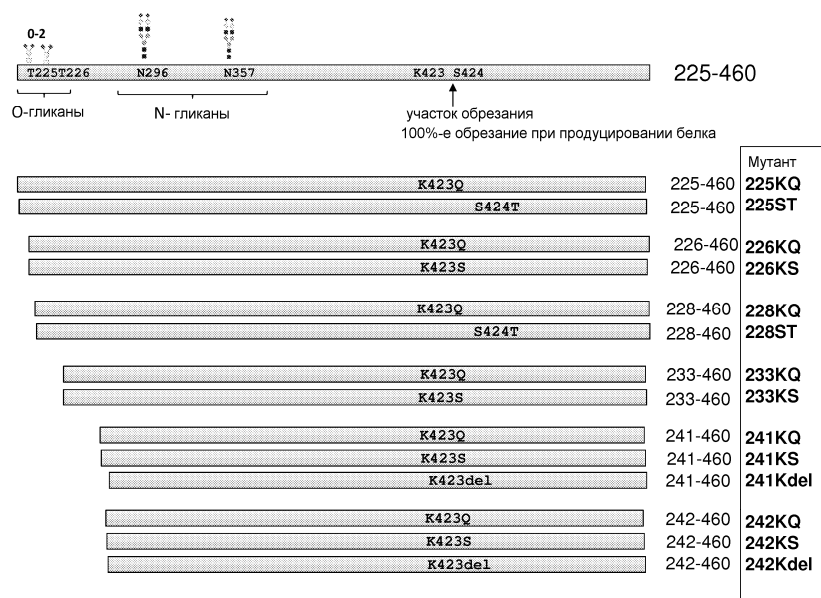 0-2
T225T226 N296 N357 K423 S424 225-460
О-гликаны N- гликаны участок обрезания
100%-е обрезание при продуцировании белка
Мутант
K423Q 225-460 225KQ
S424T 225-460 225ST
K423Q 226-460 226KQ
K423S 226-460 226KS
K423Q 228-460 228KQ
S424T 228-460 228ST
K423Q 233-460 233KQ
K423S 233-460 233KS
K423Q 241-460 241KQ
K423S 241-460 241KS
K423del 241-460 241Kdel
K423Q 242-460 242KQ
K423S 242-460 242KS
K423del 242-460 242Kdel